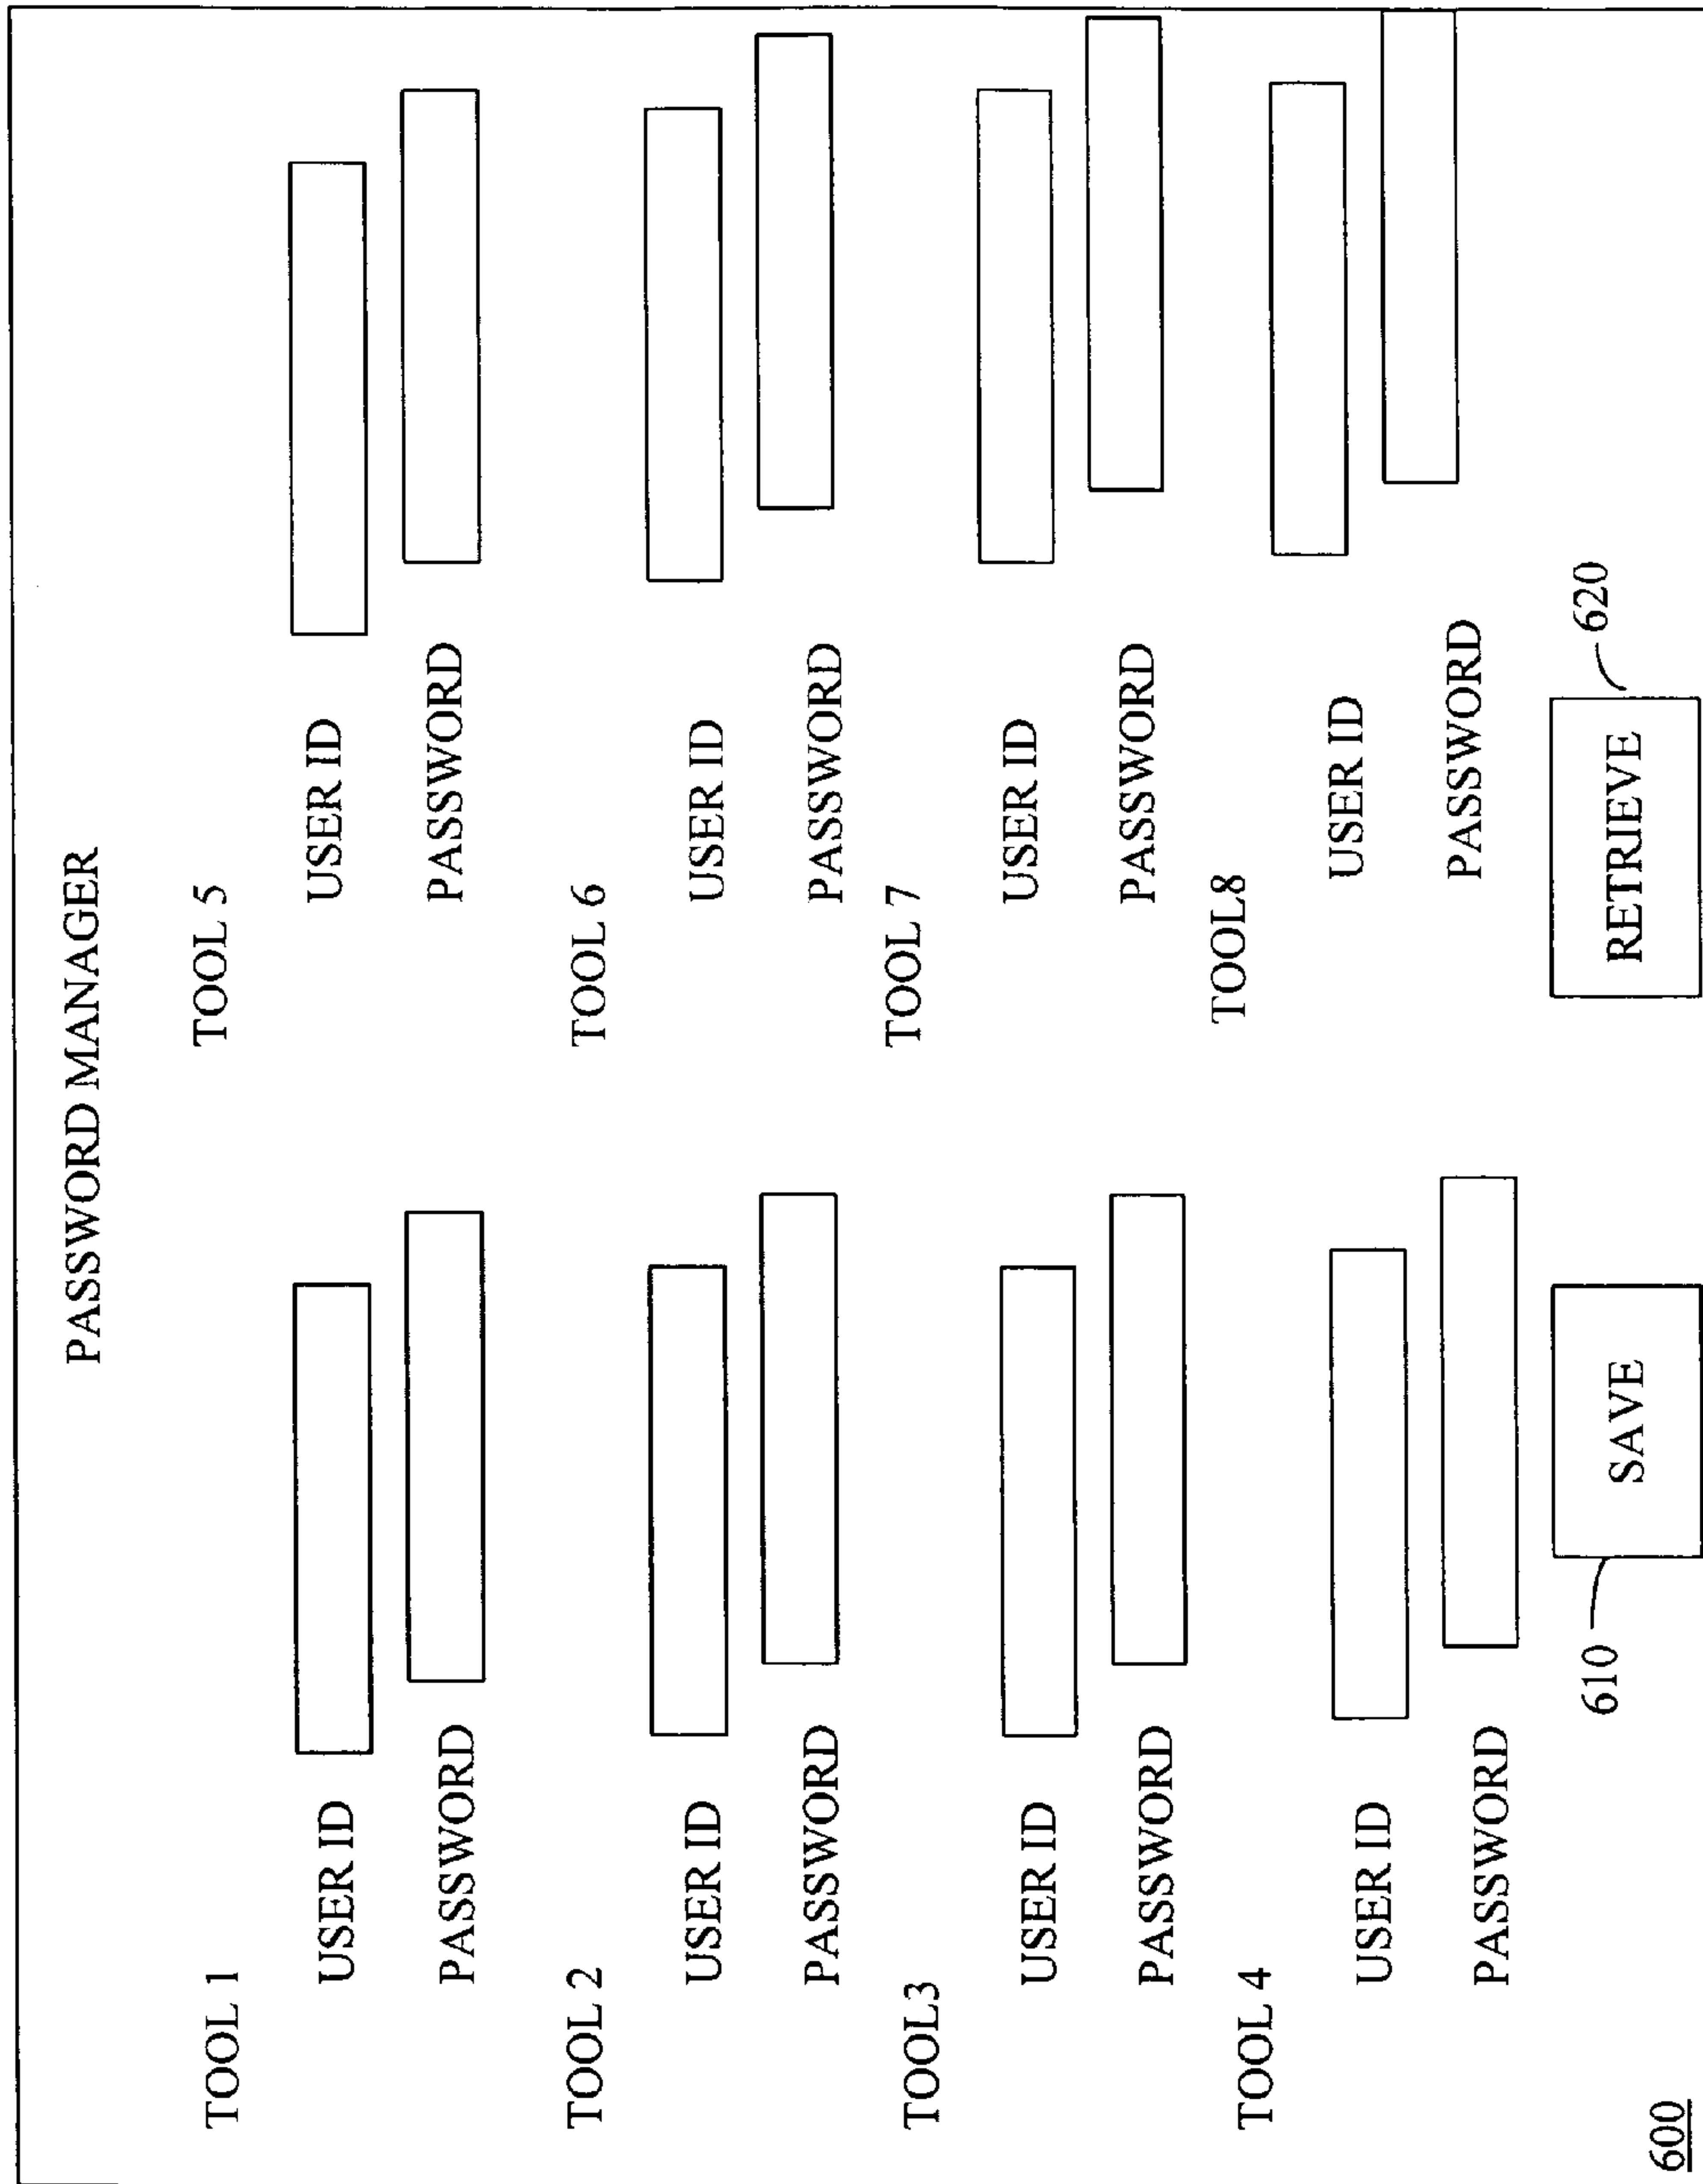 PASSWORD MANAGER
TOOL 1
USER ID
PASSWORD
TOOL 2
USER ID
PASSWORD
TOOL3
USER ID
PASSWORD
TOOL 4
USER ID
PASSWORD
TOOL 5
USER ID
PASSWORD
TOOL 6
USER ID
PASSWORD
TOOL 7
USER ID
PASSWORD
TOOL8
USER ID
PASSWORD
610
SAVE
RETRIEVE
620
600